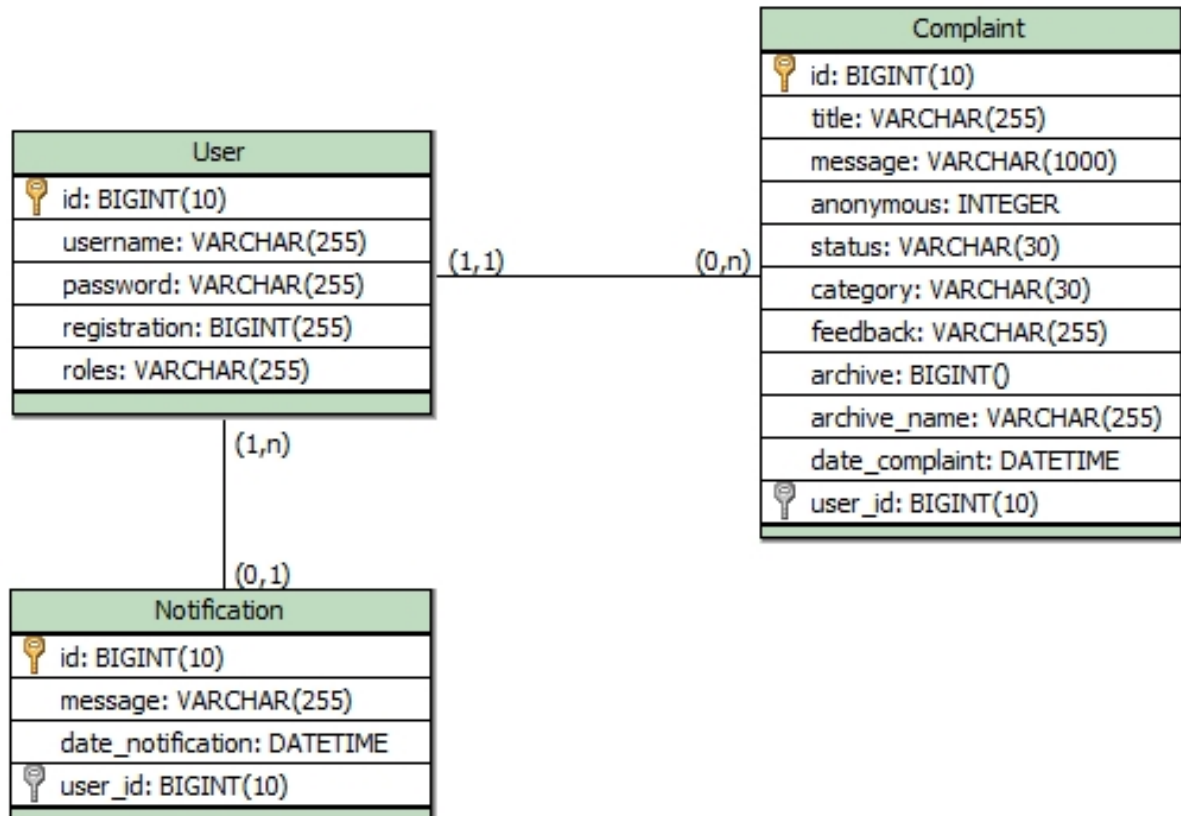 User
id: BIGINT(10)
username: VARCHAR(255)
password: VARCHAR(255)
registration: BIGINT(255)
roles: VARCHAR(255)
(1,1)
(0,n)
Complaint
id: BIGINT(10)
title: VARCHAR(255)
message: VARCHAR(1000)
anonymous: INTEGER
status: VARCHAR(30)
category: VARCHAR(30)
feedback: VARCHAR(255)
archive: BIGINT()
archive_name: VARCHAR(255)
date_complaint: DATETIME
user_id: BIGINT(10)
(1,n)
(0,1)
Notification
id: BIGINT(10)
message: VARCHAR(255)
date_notification: DATETIME
user_id: BIGINT(10)